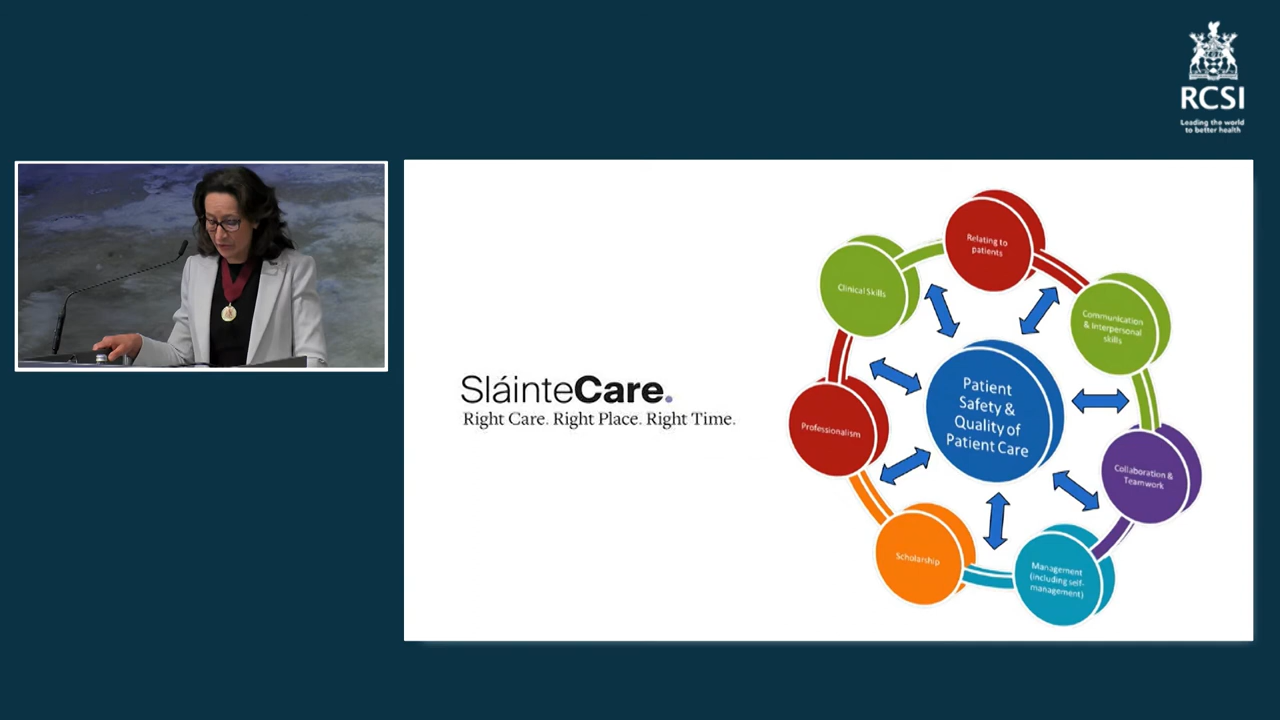 RCSI
Leading the world
to better health
SláinteCare.
Right Care. Right Place. Right Time.
Relating to
patients
Clinical Skills
Communication
& Interpersonal
skills
Patient
Safety &
Quality of
Patient Care
Professionalism
Collaboration &
Teamwork
Scholarship
Management
(including self-
management)